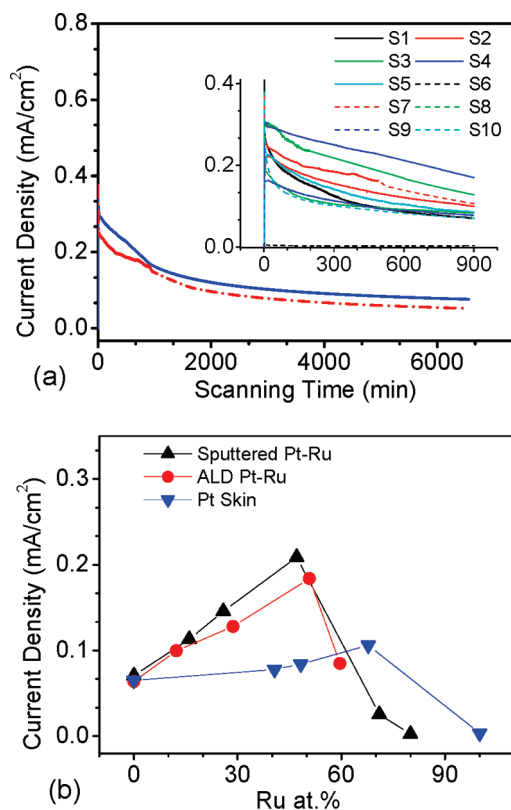 (a)
Current Density (mA/cm²)
0.8
0.6
0.4
0.2
0.0
S1 S2
S3 S4
S5 S6
S7 S8
S9 S10
0.4
0.2
0.0
0 300 600 900
0 2000 4000 6000
Scanning Time (min)
(b)
Current Density (mA/cm²)
0.3
0.2
0.1
0.0
Sputtered Pt-Ru
ALD Pt-Ru
Pt Skin
0 30 60 90
Ru at.%